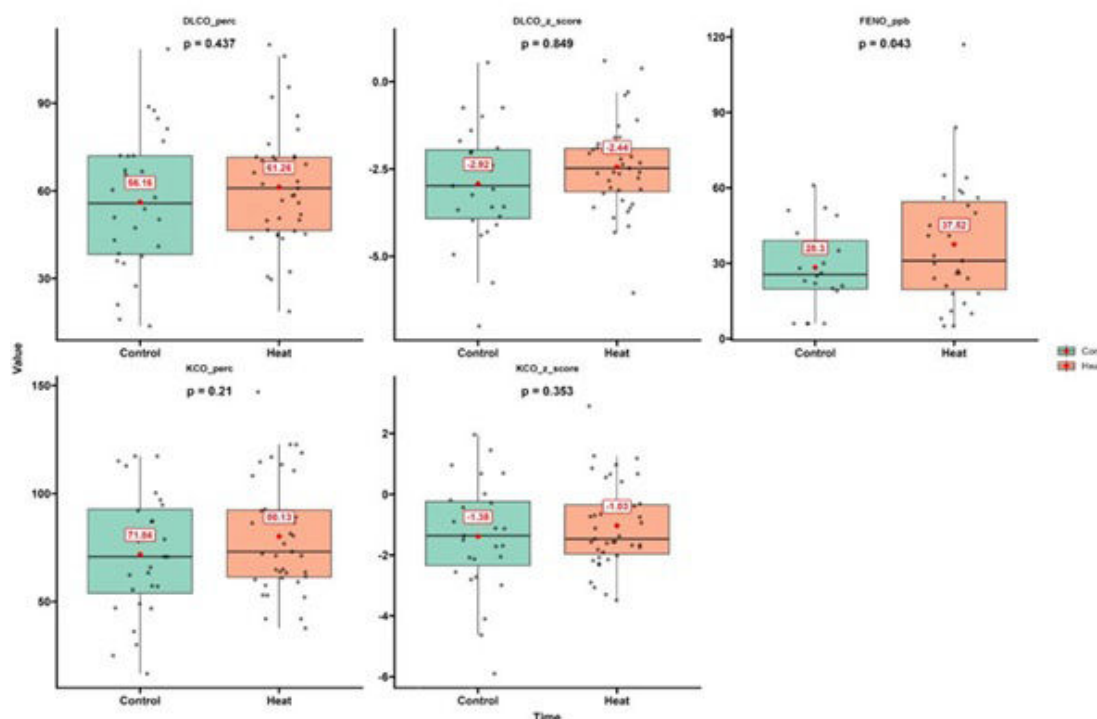 DLCO_perc
p = 0.437
90
60
30
56.16
61.26
Control
Heat
DLCO_z_score
p = 0.849
0.0
-2.5
-5.0
-2.92
-2.44
Control
Heat
FENO_ppb
p = 0.043
120
90
60
30
0
28.3
37.52
Control
Heat
Value
Con
Hea
KCO_perc
p = 0.21
150
100
50
71.84
80.13
Control
Heat
KCO_z_score
p = 0.353
2
0
-2
-4
-6
-1.38
-1.03
Control
Heat
Time